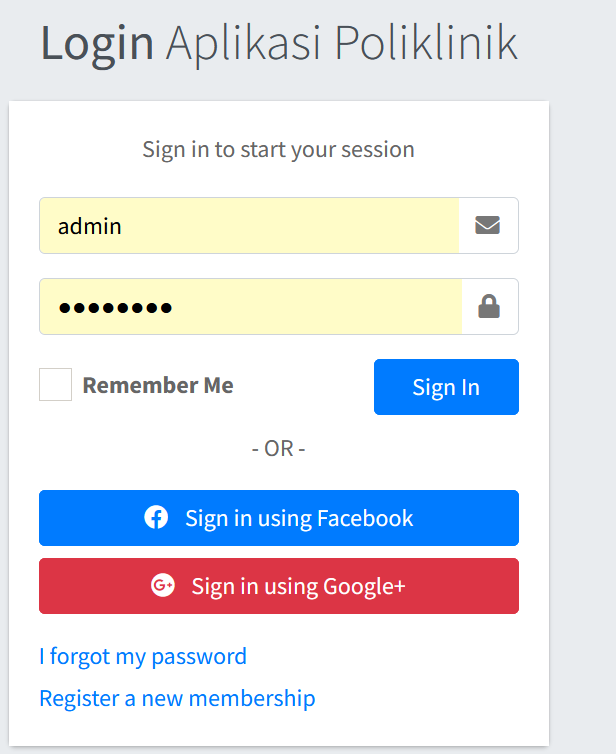 Login Aplikasi Poliklinik
Sign in to start your session
admin
••••••••
Remember Me
Sign In
- OR -
Sign in using Facebook
G+ Sign in using Google+
I forgot my password
Register a new membership